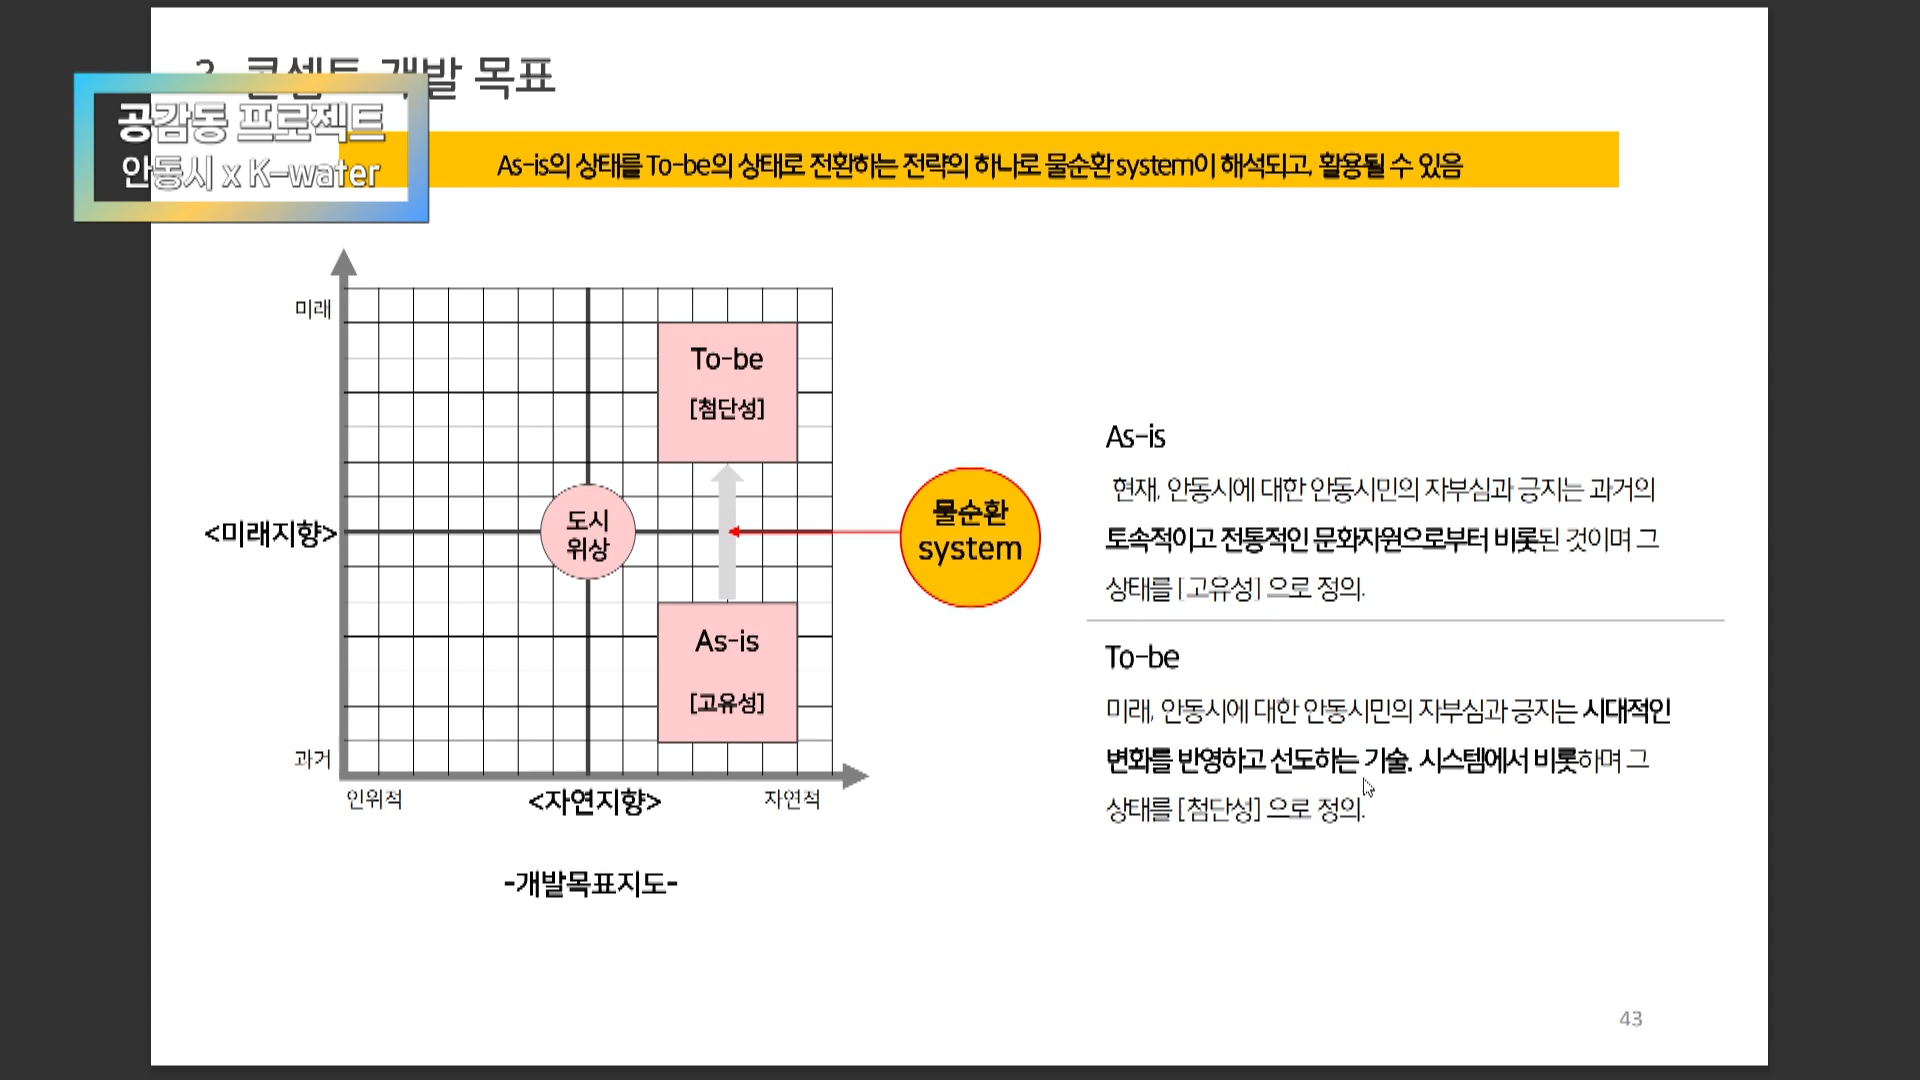 3. 콘셉트 개발 목표
공감동 프로젝트
안동시 x K-water
As-is의 상태를 To-be의 상태로 전환하는 전략의 하나로 물순환 system이 해석되고, 활용될 수 있음
미래
To-be
[첨단성]
<미래지향>
도시
위상
물순환
system
As-is
[고유성]
과거
인위적
<자연지향>
자연적
-개발목표지도-
As-is
현재, 안동시에 대한 안동시민의 자부심과 긍지는 과거의
토속적이고 전통적인 문화자원으로부터 비롯된 것이며 그
상태를 [고유성] 으로 정의.
To-be
미래, 안동시에 대한 안동시민의 자부심과 긍지는 시대적인
변화를 반영하고 선도하는 기술, 시스템에서 비롯하며 그
상태를 [첨단성] 으로 정의.
43